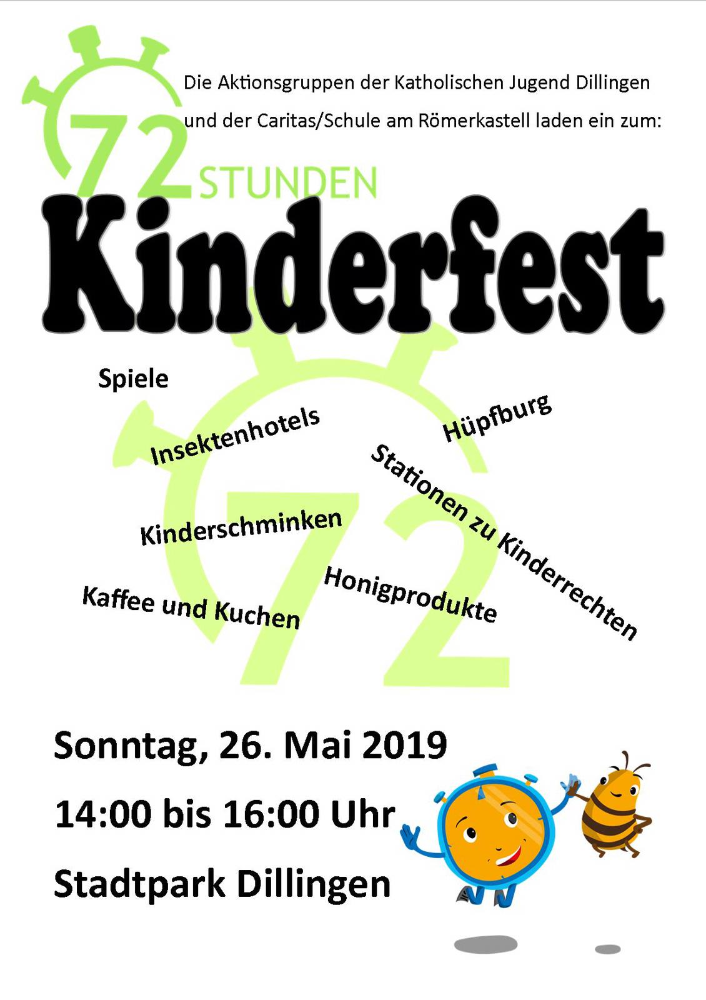 Die Aktionsgruppen der Katholischen Jugend Dillingen
und der Caritas/Schule am Römerkastell laden ein zum:
72 STUNDEN
Kinderfest
Spiele
Insektenhotels
Hüpfburg
Stationen zu Kinderrechten
72
Kinderschminken
Honigprodukte
Kaffee und Kuchen
Sonntag, 26. Mai 2019
14:00 bis 16:00 Uhr
Stadtpark Dillingen